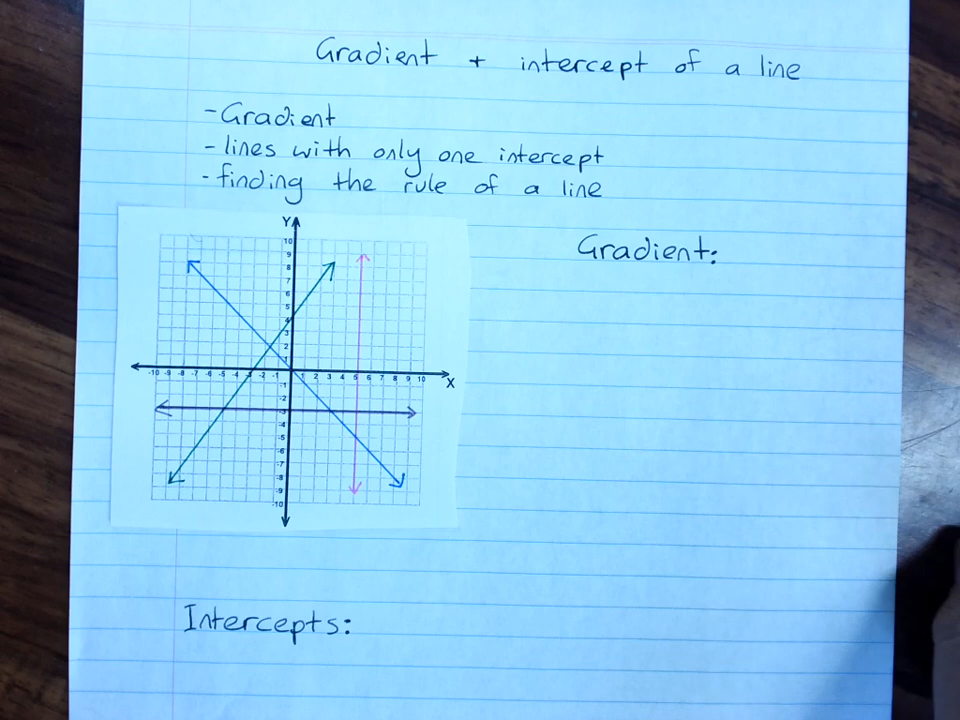 Gradient + intercept of a line
- Gradient
- lines with only one intercept
- finding the rule of a line
Gradient:
Y
10
9
8
7
6
5
4
3
2
1
-10 -9 -8 -7 -6 -5 -4 -3 -2 -1 1 2 3 4 5 6 7 8 9 10
X
-1
-2
-3
-4
-5
-6
-7
-8
-9
-10
Intercepts: